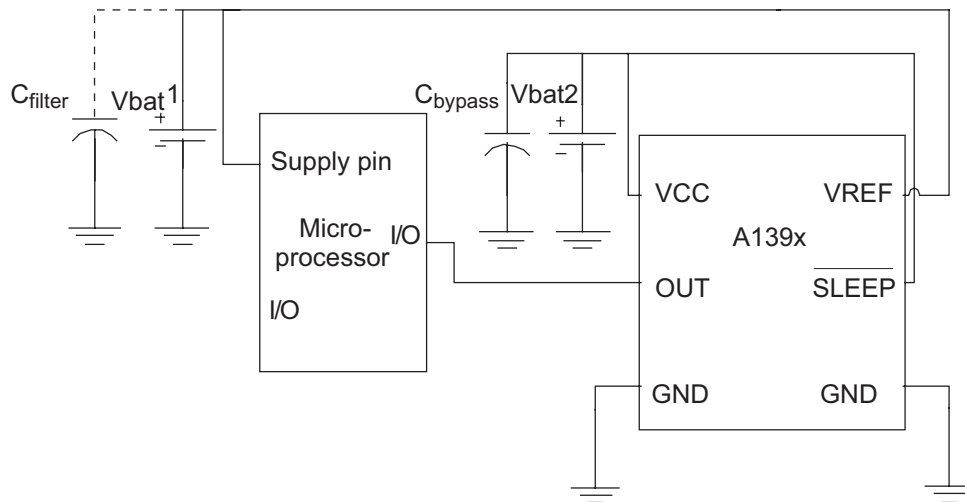 Cfilter
Vbat1
+
–
Cbypass
Vbat2
+
–
Supply pin
Micro-
processor
I/O
I/O
VCC
VREF
A139x
OUT
SLEEP
GND
GND